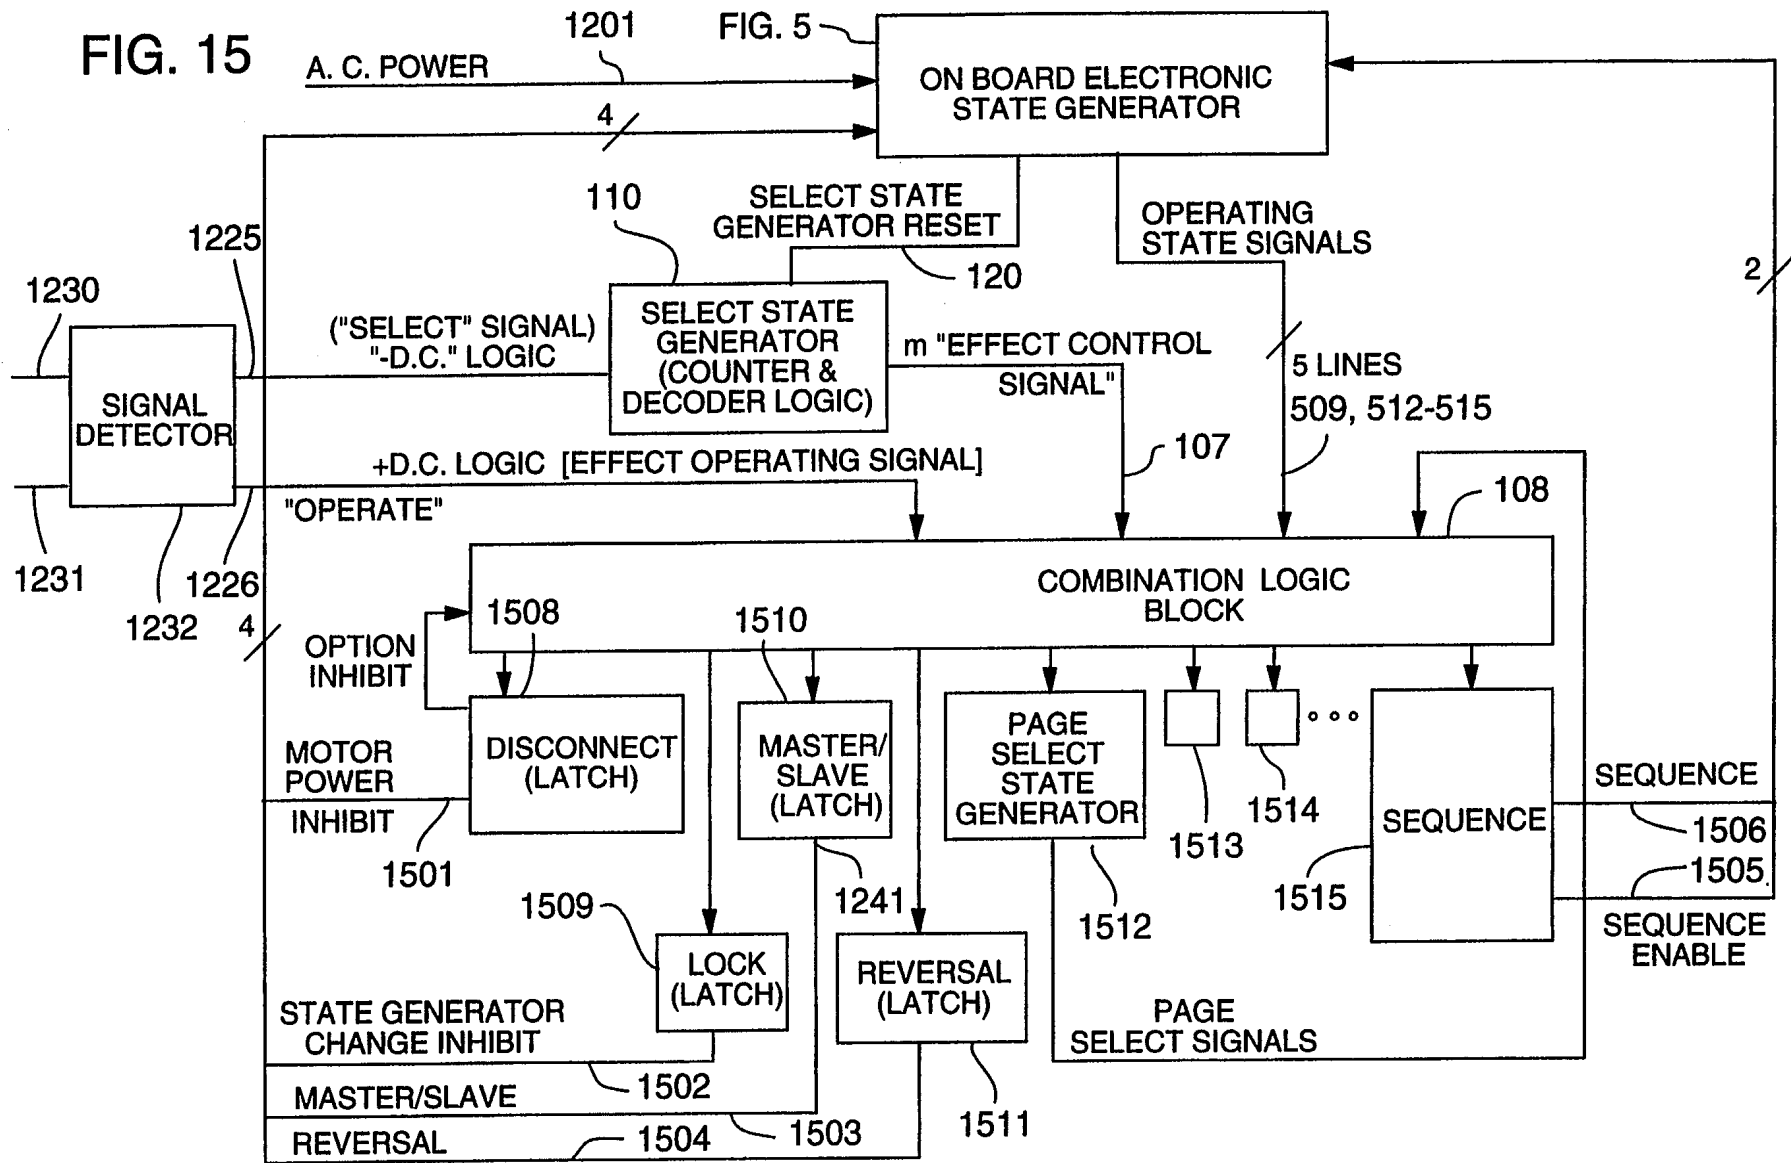 FIG. 15
1201
FIG. 5
A. C. POWER
ON BOARD ELECTRONIC
STATE GENERATOR
4
110
SELECT STATE
GENERATOR RESET
OPERATING
STATE SIGNALS
1225
120
2
1230
("SELECT" SIGNAL)
"-D.C." LOGIC
SELECT STATE
GENERATOR
(COUNTER &
DECODER LOGIC)
m "EFFECT CONTROL
SIGNAL"
5 LINES
509, 512-515
SIGNAL
DETECTOR
107
+D.C. LOGIC [EFFECT OPERATING SIGNAL]
"OPERATE"
108
1231
1226
1232
4
COMBINATION LOGIC
BLOCK
OPTION
INHIBIT
1508
1510
MOTOR
POWER
INHIBIT
DISCONNECT
(LATCH)
MASTER/
SLAVE
(LATCH)
PAGE
SELECT
STATE
GENERATOR
1513
1514
SEQUENCE
SEQUENCE
1506
1505
1501
1241
1512
1515
SEQUENCE
ENABLE
1509
LOCK
(LATCH)
REVERSAL
(LATCH)
STATE GENERATOR
CHANGE INHIBIT
PAGE
SELECT SIGNALS
1502
MASTER/SLAVE
1503
1511
REVERSAL
1504